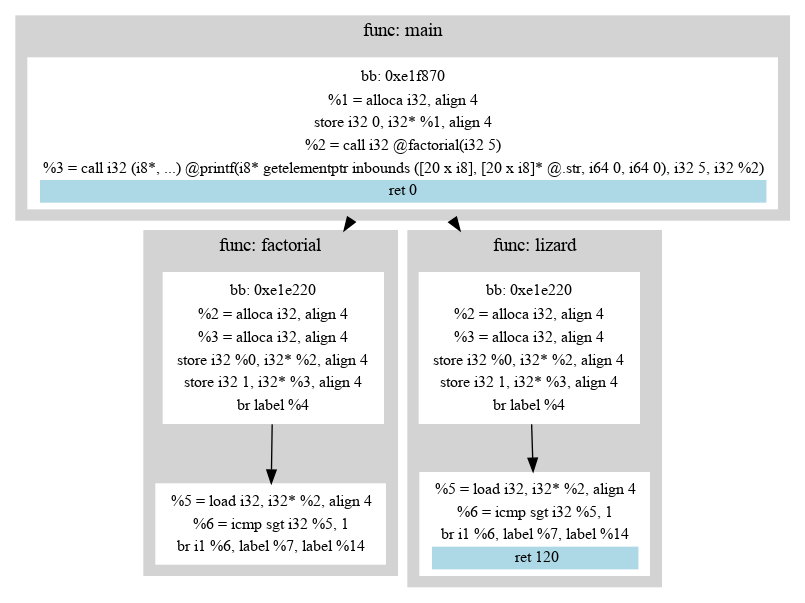 func: main
bb: 0xe1f870
%1 = alloca i32, align 4
store i32 0, i32* %1, align 4
%2 = call i32 @factorial(i32 5)
%3 = call i32 (i8*, ...) @printf(i8* getelementptr inbounds ([20 x i8], [20 x i8]* @.str, i64 0, i64 0), i32 5, i32 %2)
ret 0
func: factorial
bb: 0xe1e220
%2 = alloca i32, align 4
%3 = alloca i32, align 4
store i32 %0, i32* %2, align 4
store i32 1, i32* %3, align 4
br label %4
%5 = load i32, i32* %2, align 4
%6 = icmp sgt i32 %5, 1
br i1 %6, label %7, label %14
func: lizard
bb: 0xe1e220
%2 = alloca i32, align 4
%3 = alloca i32, align 4
store i32 %0, i32* %2, align 4
store i32 1, i32* %3, align 4
br label %4
%5 = load i32, i32* %2, align 4
%6 = icmp sgt i32 %5, 1
br i1 %6, label %7, label %14
ret 120